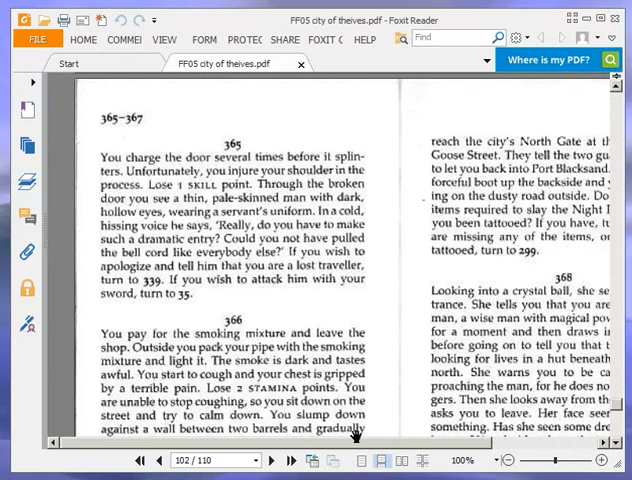 FF05 city of theives.pdf - Foxit Reader
FILE HOME COMMEI VIEW FORM PROTEC SHARE FOXIT C HELP Find
Start FF05 city of theives.pdf Where is my PDF?
365–367
365
You charge the door several times before it splin-
ters. Unfortunately, you injure your shoulder in the
process. Lose 1 SKILL point. Through the broken
door you see a thin, pale-skinned man with dark,
hollow eyes, wearing a servant's uniform. In a cold,
hissing voice he says, 'Really, do you have to make
such a dramatic entry? Could you not have pulled
the bell cord like everybody else?' If you wish to
apologize and tell him that you are a lost traveller,
turn to 339. If you wish to attack him with your
sword, turn to 35.
366
You pay for the smoking mixture and leave the
shop. Outside you pack your pipe with the smoking
mixture and light it. The smoke is dark and tastes
awful. You start to cough and your chest is gripped
by a terrible pain. Lose 2 STAMINA points. You
are unable to stop coughing, so you sit down on the
street and try to calm down. You slump down
against a wall between two barrels and gradually
reach the city's North Gate at th
Goose Street. They tell the two gu
to let you back into Port Blacksand.
forceful boot up the backside and y
ing on the dusty road outside. Do
items required to slay the Night I
you been tattooed? If you have, tu
are missing any of the items, or
tattooed, turn to 299.
368
Looking into a crystal ball, she se
trance. She tells you that you are
man, a wise man with magical pow
for a moment and then draws in
before going on to tell you that t
looking for lives in a hut beneath
north. She warns you to be ca
proaching the man, for he does no
gers. Then she looks away from th
asks you to leave. Her face seer
something. Has she seen some dre
102 / 110 100%